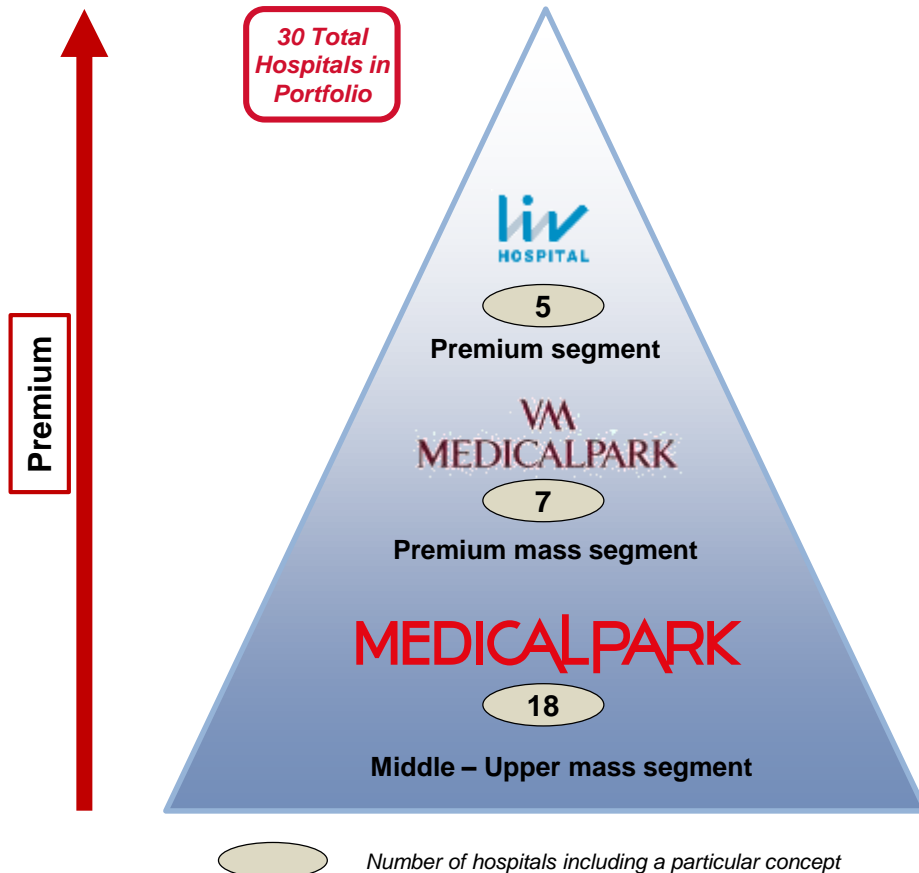 30 Total
Hospitals in
Portfolio
liv
HOSPITAL
5
Premium segment
Premium
VM
MEDICALPARK
7
Premium mass segment
MEDICALPARK
18
Middle – Upper mass segment
Number of hospitals including a particular concept